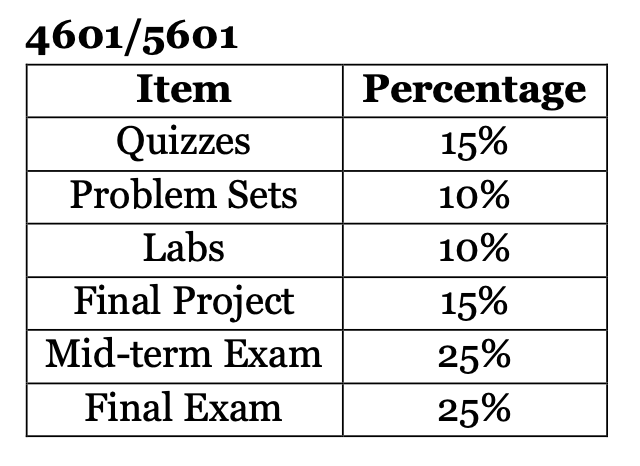 4601/5601
Item Percentage
Quizzes 15%
Problem Sets 10%
Labs 10%
Final Project 15%
Mid-term Exam 25%
Final Exam 25%